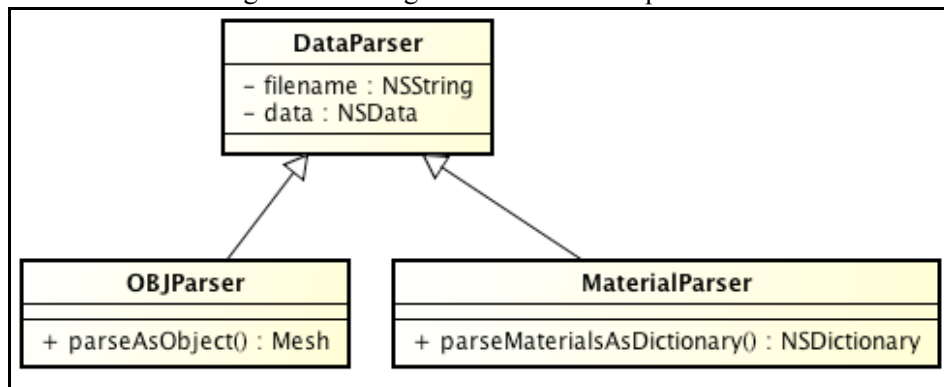 DataParser
- filename : NSString
- data : NSData
OBJParser
+ parseAsObject() : Mesh
MaterialParser
+ parseMaterialsAsDictionary() : NSDictionary